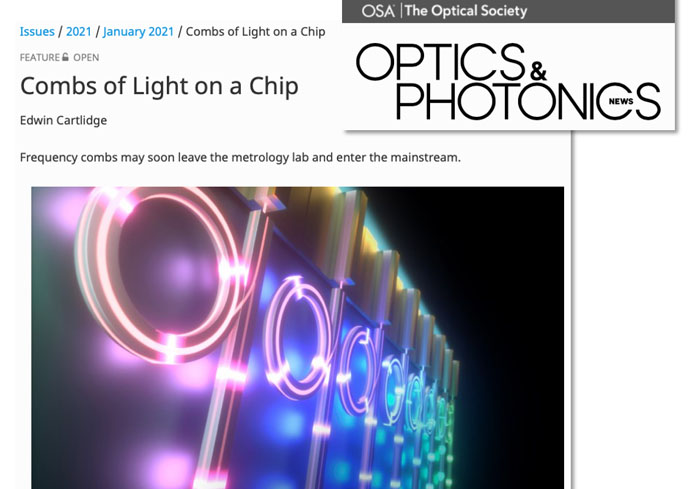 OSA | The Optical Society
OPTICS &
PHOTONICS NEWS
Issues / 2021 / January 2021 / Combs of Light on a Chip
FEATURE OPEN
Combs of Light on a Chip
Edwin Cartlidge
Frequency combs may soon leave the metrology lab and enter the mainstream.